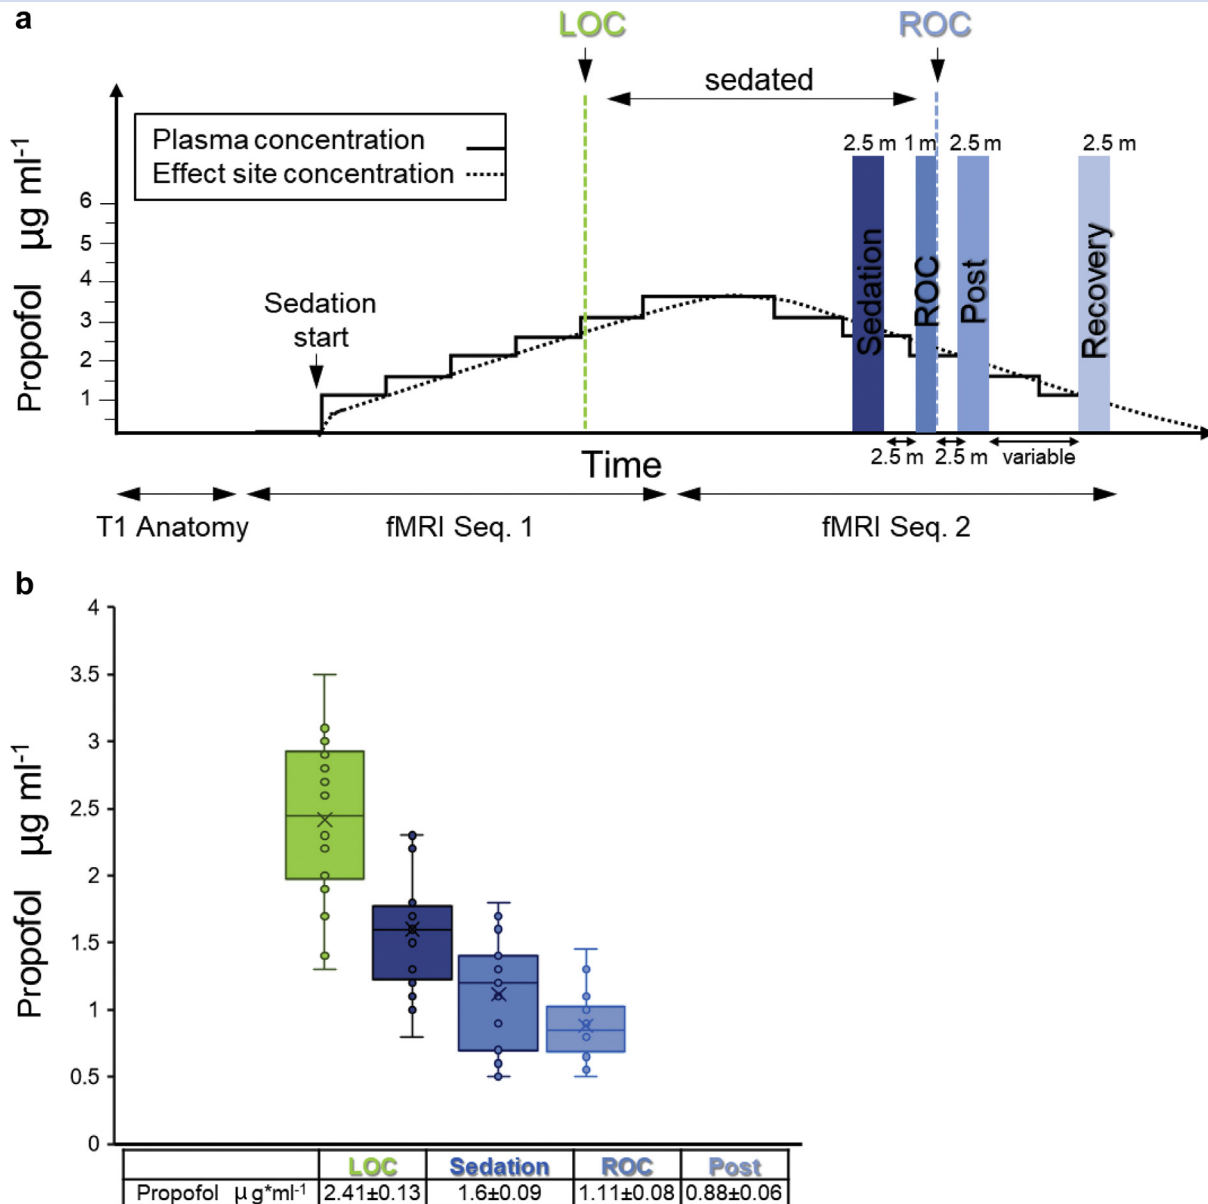 a
LOC
ROC
sedated
Plasma concentration
Effect site concentration
2.5 m
1 m
2.5 m
2.5 m
Propofol µg ml-1
6
5
4
3
2
1
Sedation
start
Sedation
ROC
Post
Recovery
2.5 m
2.5 m
variable
Time
T1 Anatomy
fMRI Seq. 1
fMRI Seq. 2
b
Propofol µg ml-1
4
3.5
3
2.5
2
1.5
1
0.5
0
LOC Sedation ROC Post
Propofol µg*ml-1 2.41±0.13 1.6±0.09 1.11±0.08 0.88±0.06